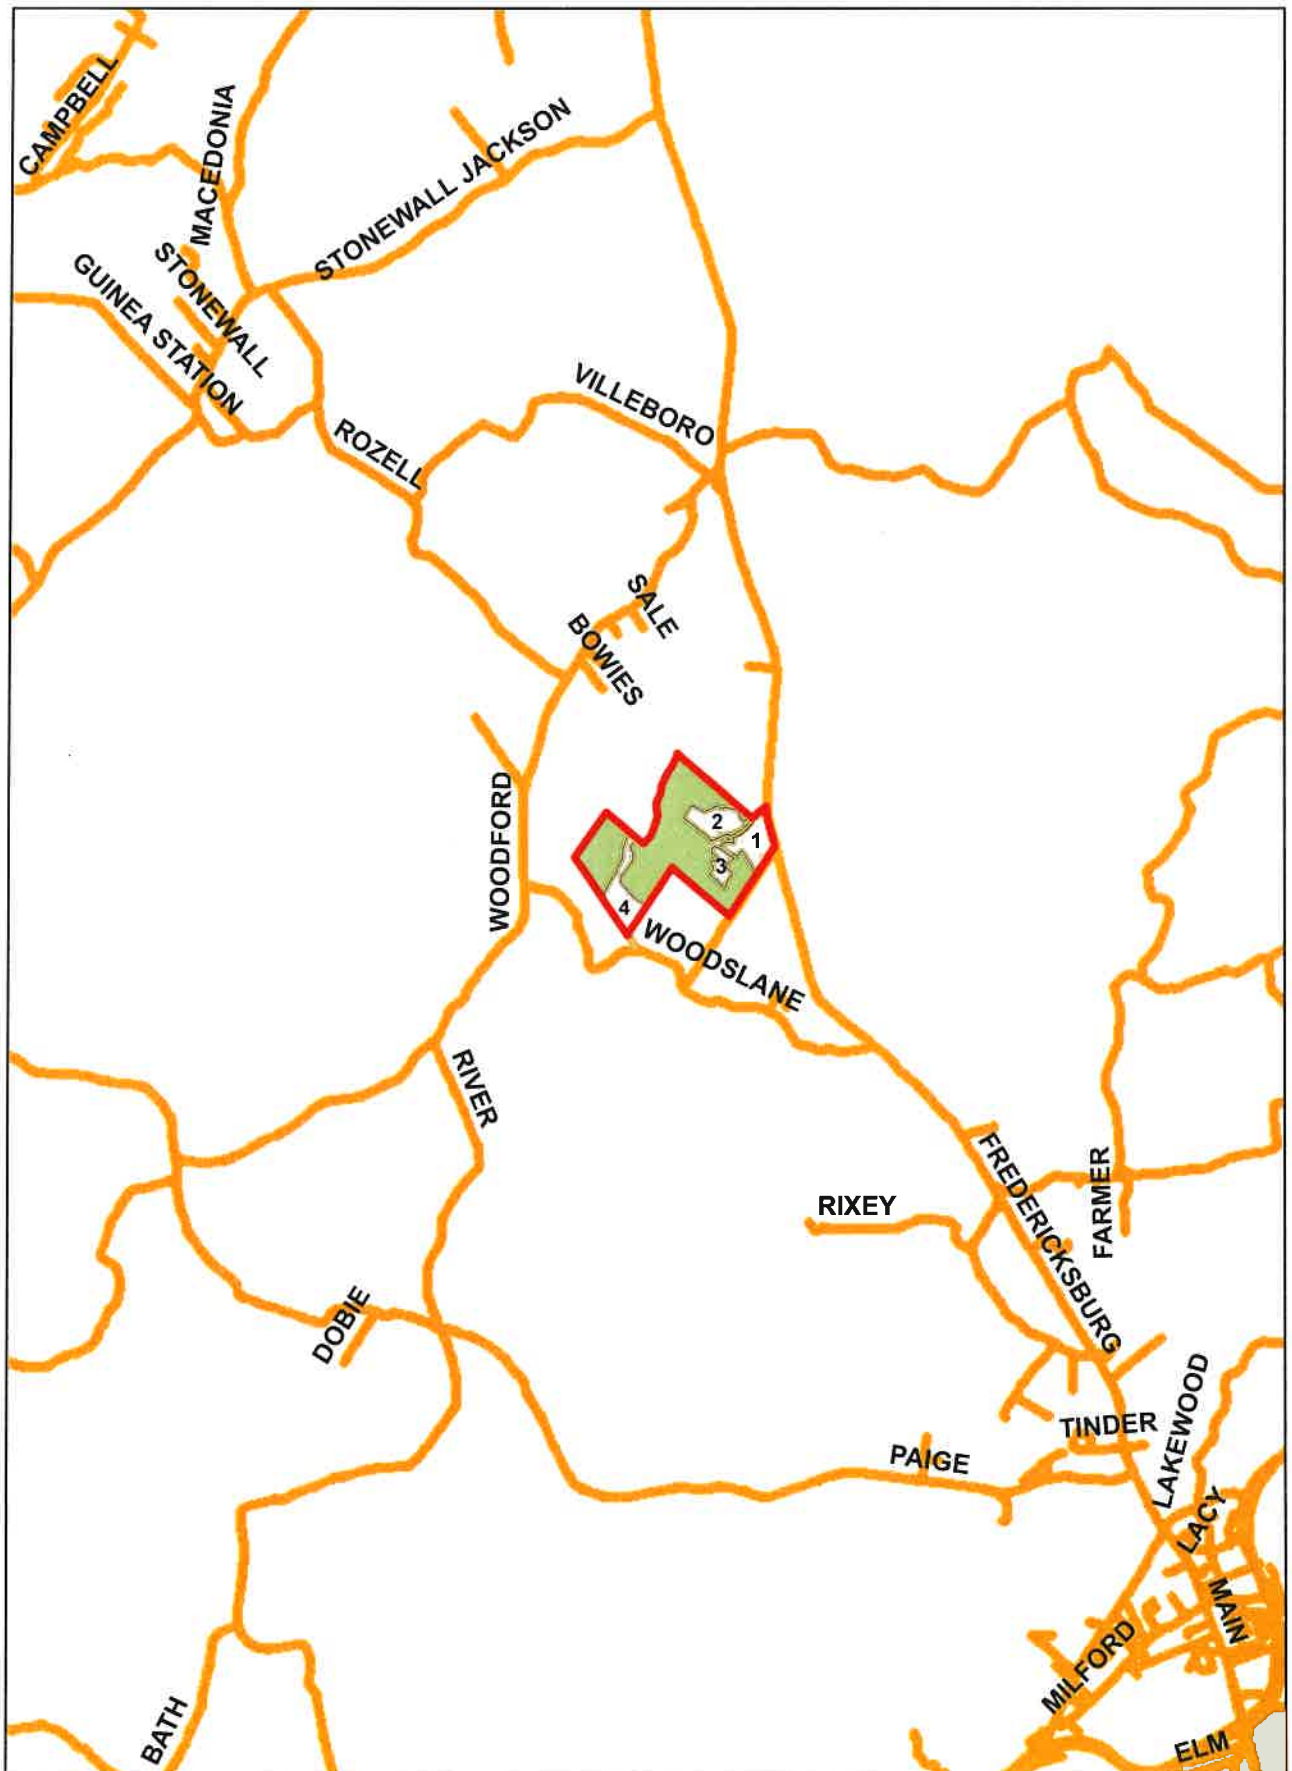 CAMPBELL
MACEDONIA
STONEWALL JACKSON
STONEWALL
GUINEA STATION
VILLEBORO
ROZELL
SALE
BOWIES
WOODFORD
2
1
3
4
WOODSLANE
RIVER
FREDERICKSBURG
FARMER
RIXEY
DOBIE
LAKEWOOD
TINDER
PAIGE
LACY
MAIN
MILFORD
BATH
ELM